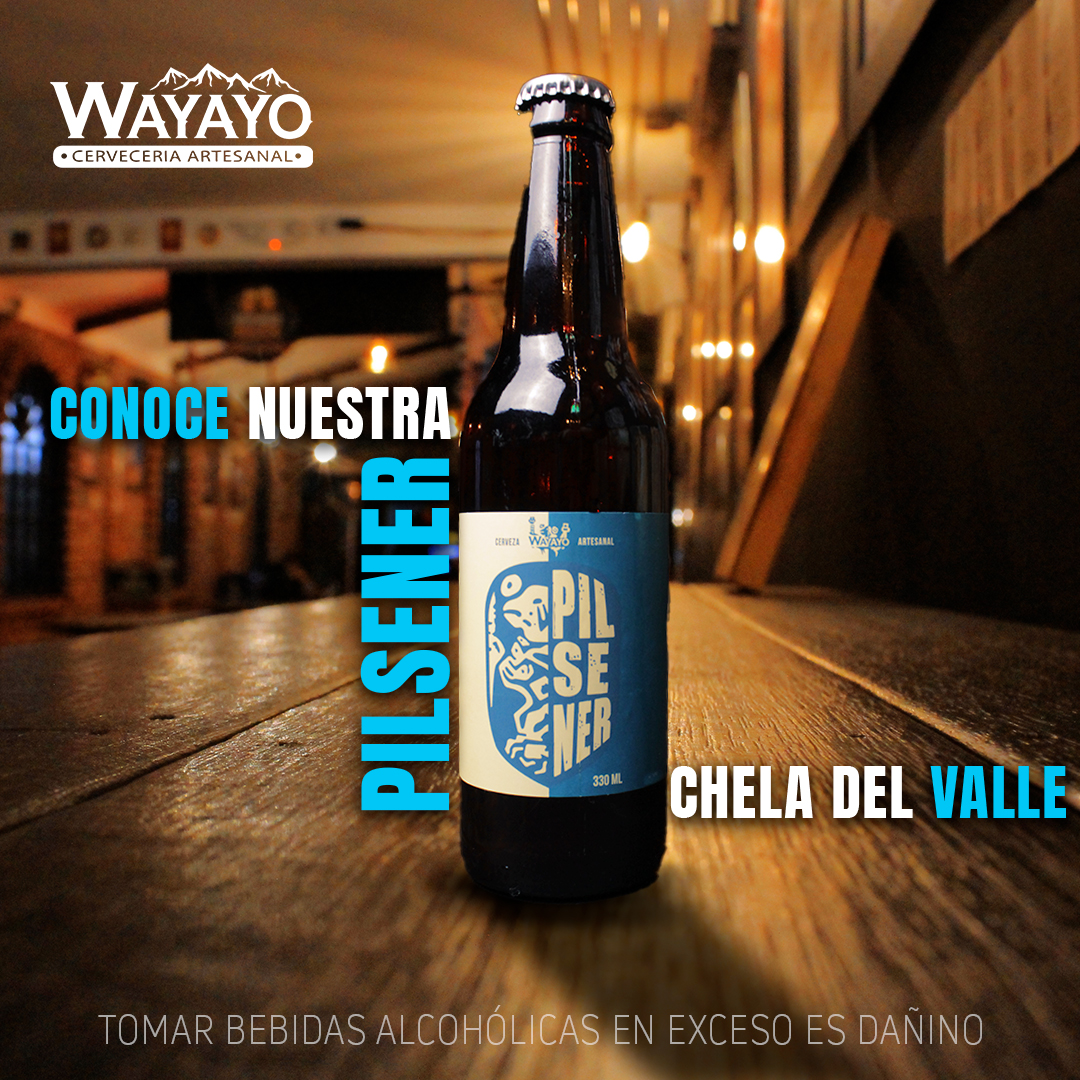 WAYAYO
• CERVECERIA ARTESANAL •
CONOCE NUESTRA
PILSENER
CERVEZA WAYAYO ARTESANAL
PIL
SE
NER
330 ML
CHELA DEL VALLE
TOMAR BEBIDAS ALCOHÓLICAS EN EXCESO ES DAÑINO